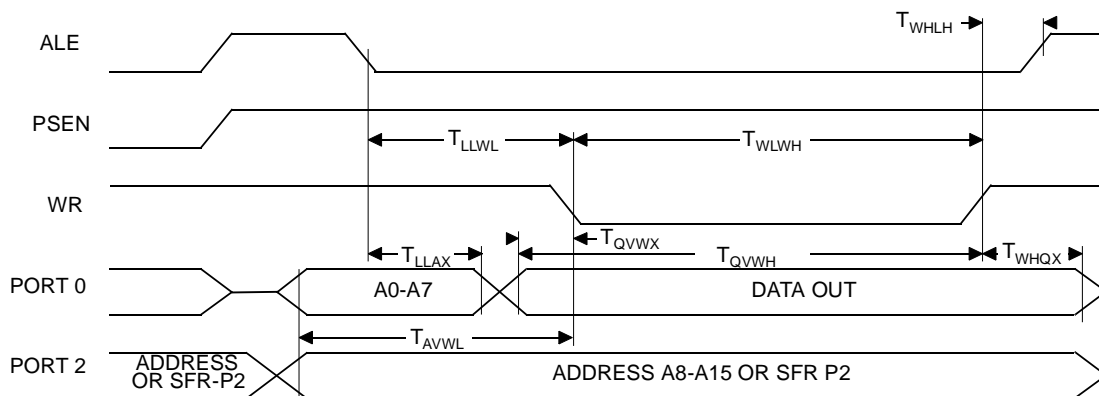 ALE
T_WHLH
PSEN
T_LLWL
T_WLWH
WR
T_QVWX
T_LLAX
T_QVWH
T_WHQX
PORT 0
A0-A7
DATA OUT
T_AVWL
PORT 2
ADDRESS
OR SFR-P2
ADDRESS A8-A15 OR SFR P2